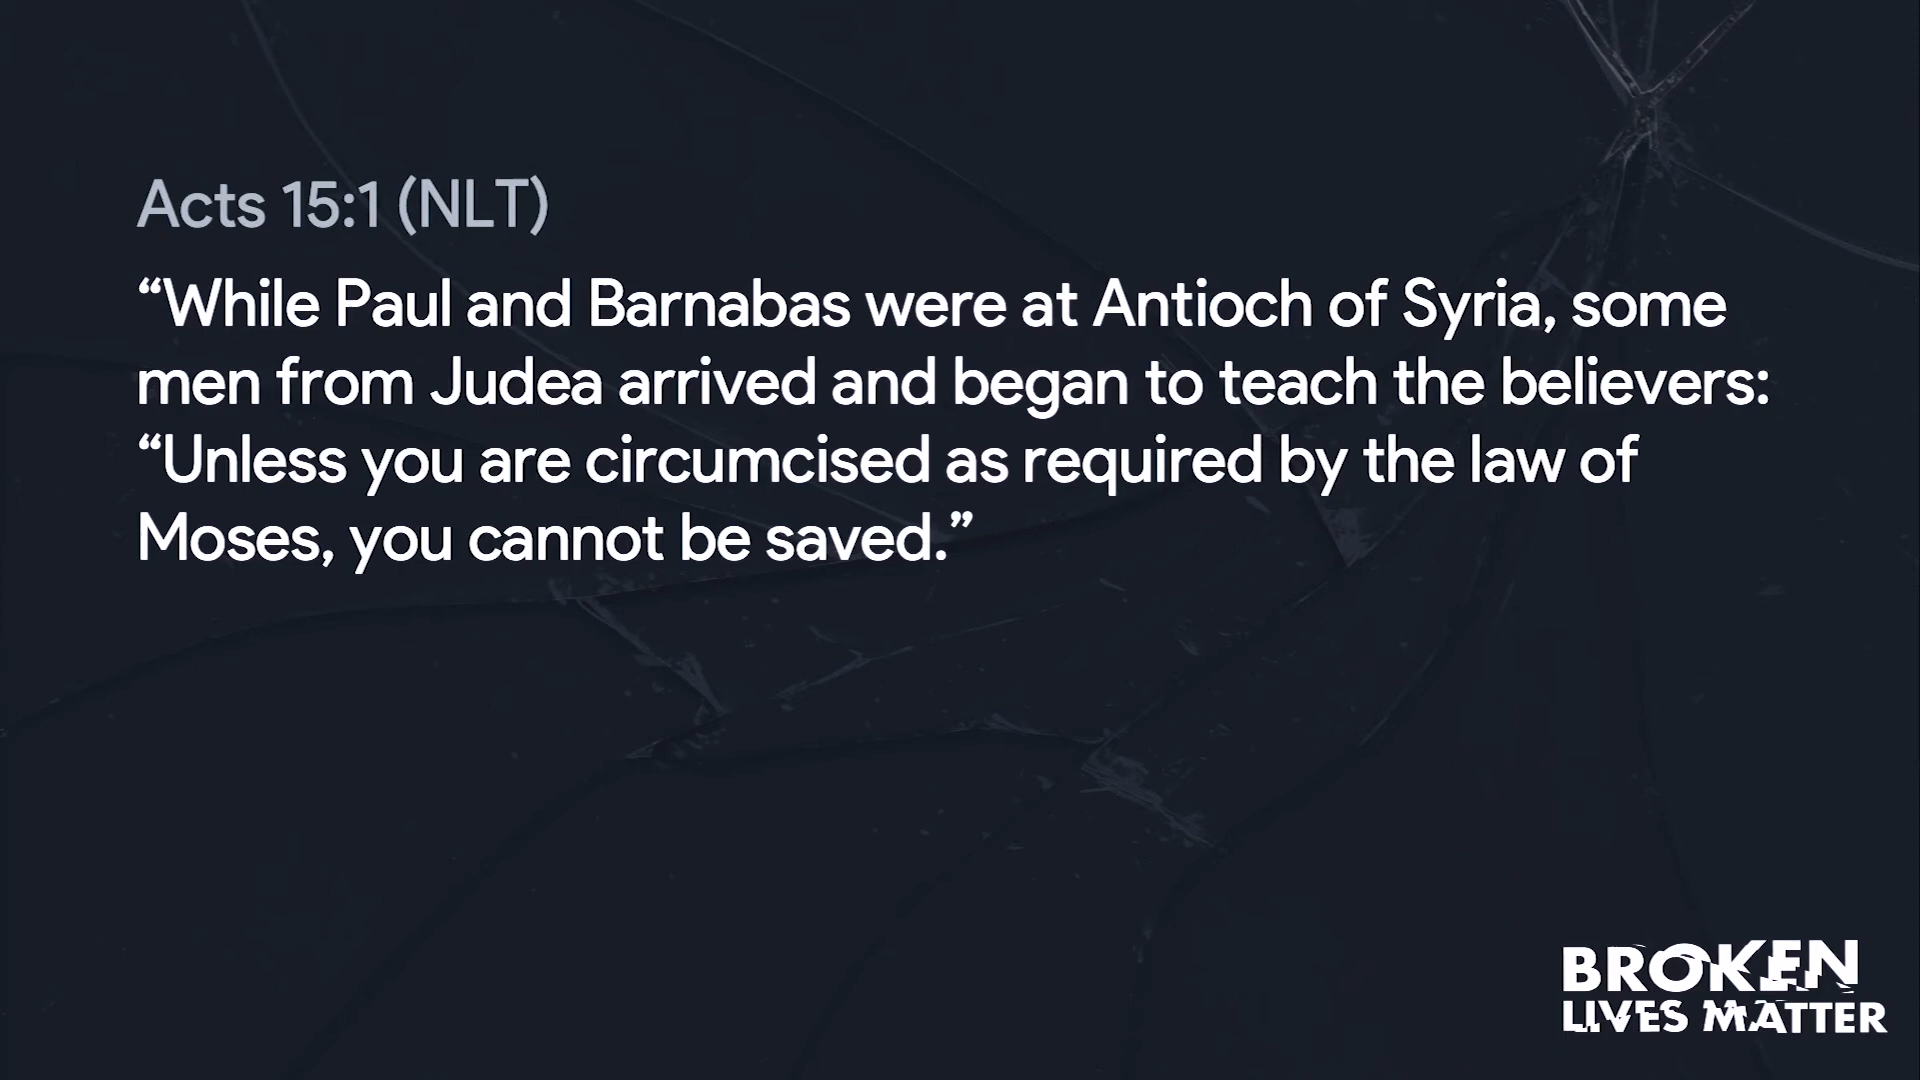 Acts 15:1 (NLT)
“While Paul and Barnabas were at Antioch of Syria, some
men from Judea arrived and began to teach the believers:
“Unless you are circumcised as required by the law of
Moses, you cannot be saved.”
BROKEN
LIVES MATTER